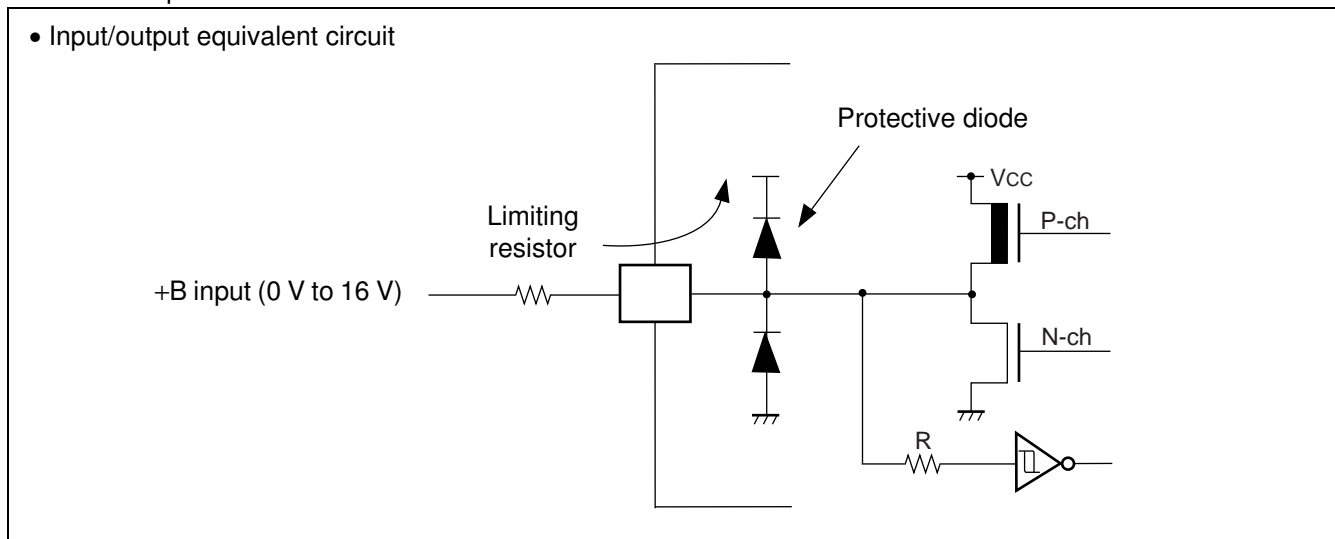 • Input/output equivalent circuit
Protective diode
VCC
Limiting
resistor
P-ch
+B input (0 V to 16 V)
N-ch
R